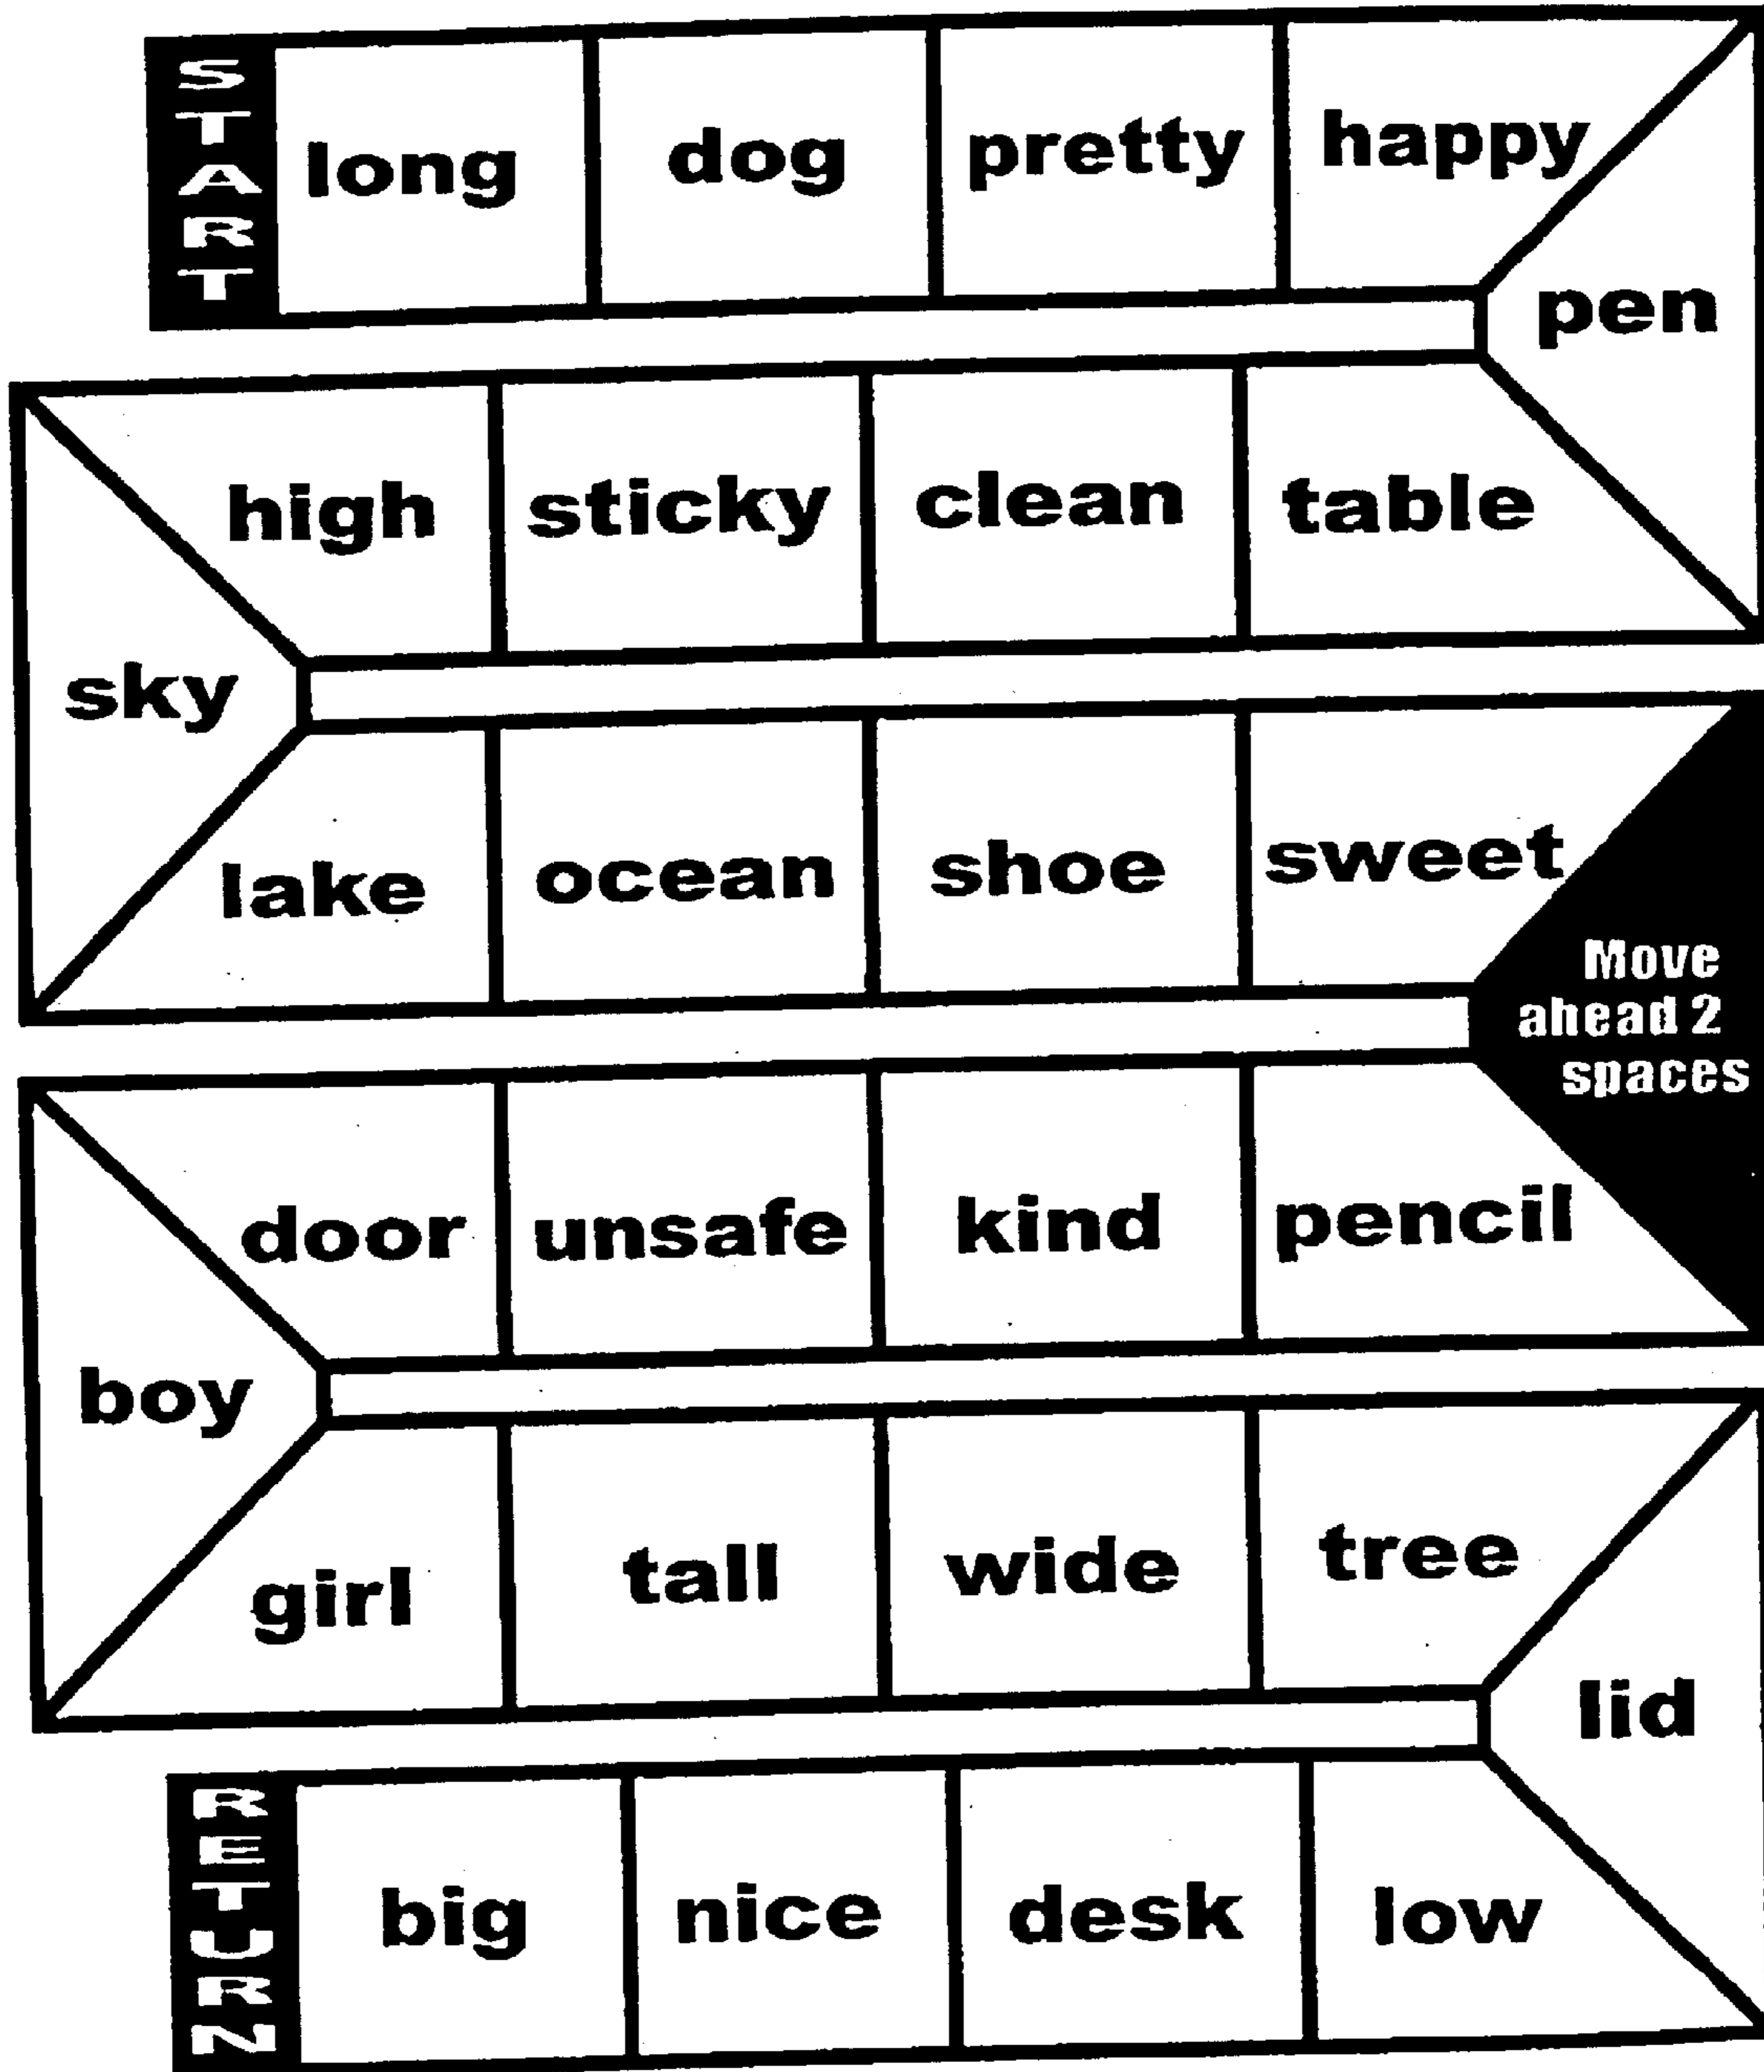 START long dog pretty happy
pen
high sticky clean table
sky
lake ocean shoe sweet
Move
ahead 2
spaces
door unsafe kind pencil
boy
girl tall wide tree
lid
RETURN big nice desk low